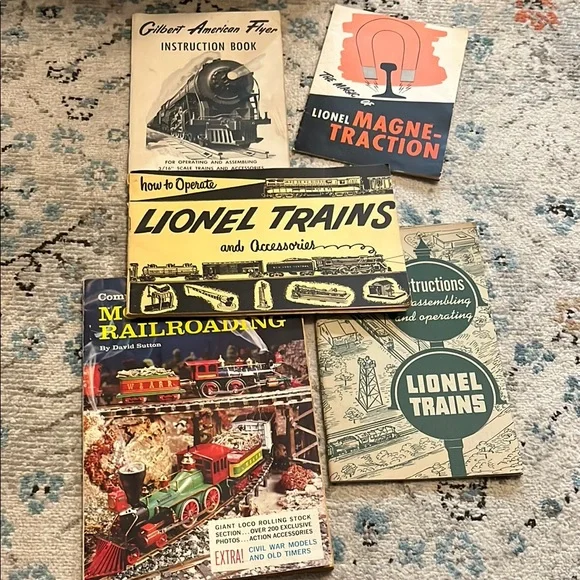 Gilbert American Flyer
INSTRUCTION BOOK
FOR OPERATING AND ASSEMBLING
3/16" SCALE TRAINS AND ACCESSORIES
THE MAGIC
OF
LIONEL MAGNE-
TRACTION
how to Operate
LIONEL TRAINS
and Accessories
structions
assembling
and operating
LIONEL
TRAINS
Com
RAILROADING
By David Sutton
GIANT LOCO ROLLING STOCK
SECTION...OVER 200 EXCLUSIVE
PHOTOS...ACTION ACCESSORIES
EXTRA! CIVIL WAR MODELS
AND OLD TIMERS